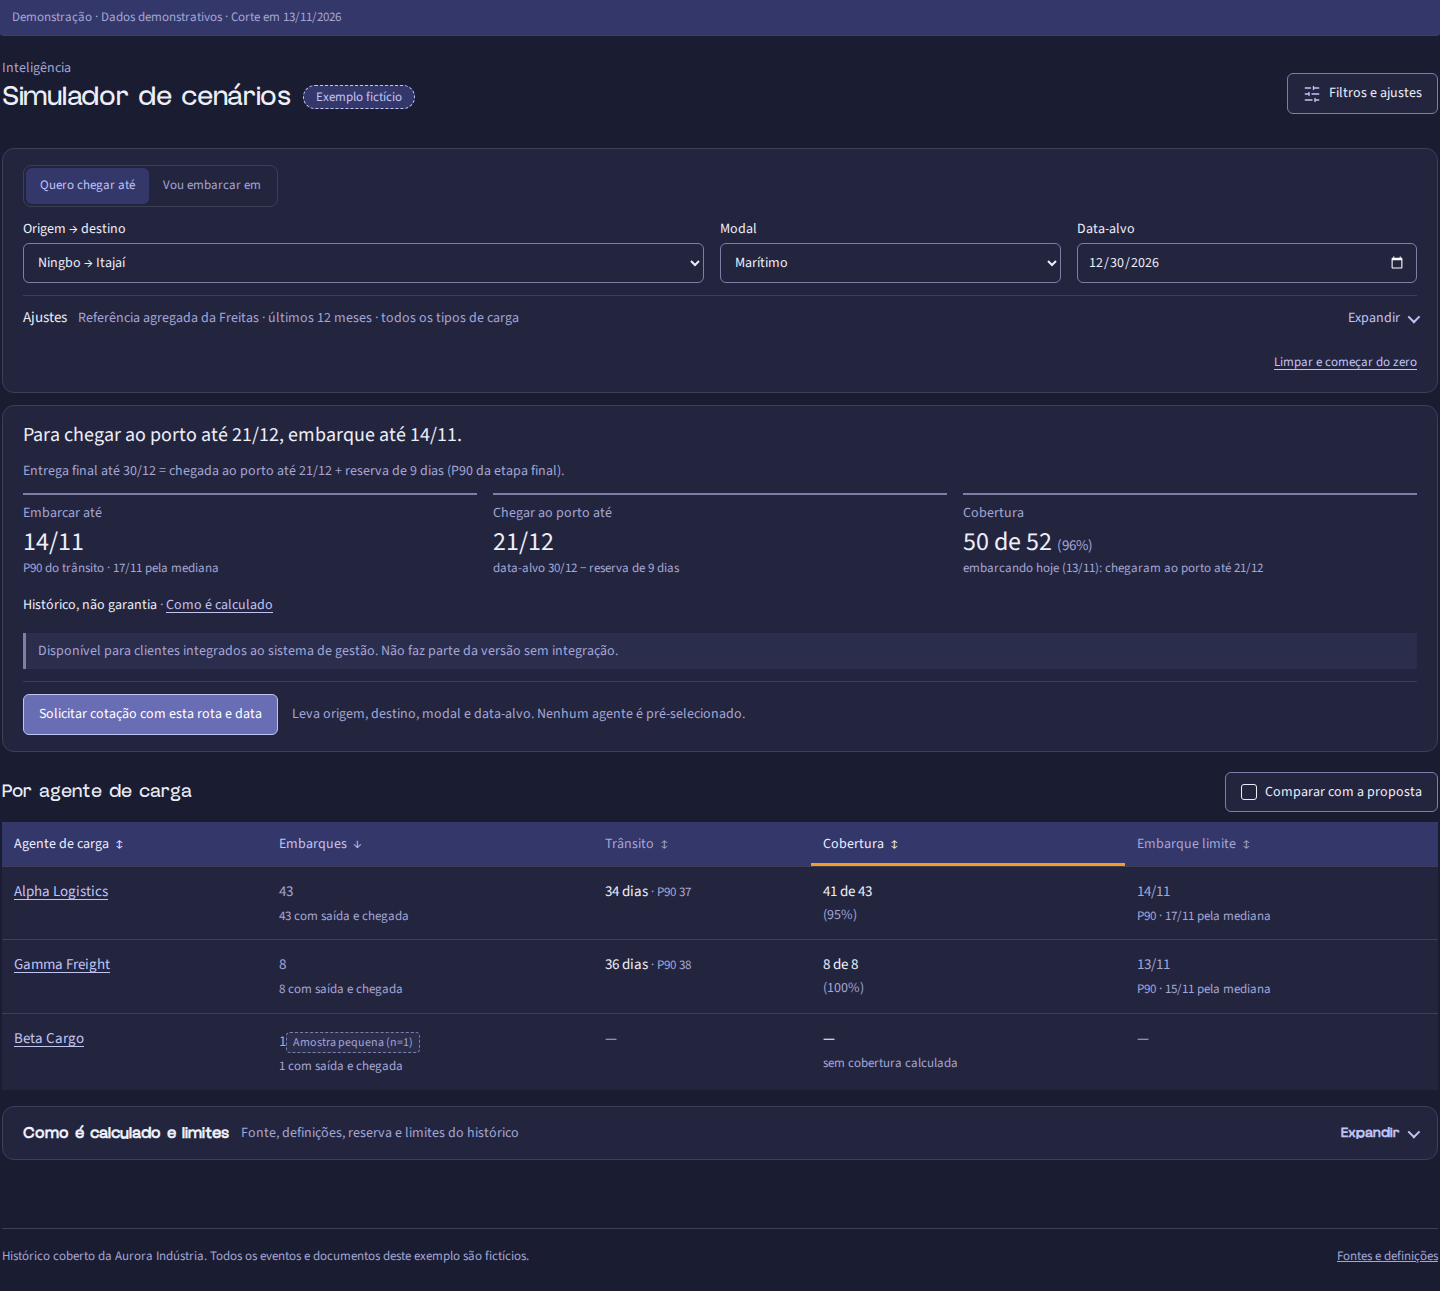 Demonstração · Dados demonstrativos · Corte em 13/11/2026
Inteligência
Simulador de cenários
Exemplo fictício
Filtros e ajustes
Quero chegar até
Vou embarcar em
Origem → destino
Modal
Data-alvo
Ningbo → Itajaí
Marítimo
12/30/2026
Ajustes Referência agregada da Freitas · últimos 12 meses · todos os tipos de carga
Expandir
Limpar e começar do zero
Para chegar ao porto até 21/12, embarque até 14/11.
Entrega final até 30/12 = chegada ao porto até 21/12 + reserva de 9 dias (P90 da etapa final).
Embarcar até
Chegar ao porto até
Cobertura
14/11
21/12
50 de 52 (96%)
P90 do trânsito · 17/11 pela mediana
data-alvo 30/12 − reserva de 9 dias
embarcando hoje (13/11): chegaram ao porto até 21/12
Histórico, não garantia · Como é calculado
Disponível para clientes integrados ao sistema de gestão. Não faz parte da versão sem integração.
Solicitar cotação com esta rota e data
Leva origem, destino, modal e data-alvo. Nenhum agente é pré-selecionado.
Por agente de carga
Comparar com a proposta
Agente de carga ↕ Embarques ↓ Trânsito ↕ Cobertura ↕ Embarque limite ↕
Alpha Logistics 43 34 dias · P90 37 41 de 43 14/11
43 com saída e chegada (95%) P90 · 17/11 pela mediana
Gamma Freight 8 36 dias · P90 38 8 de 8 13/11
8 com saída e chegada (100%) P90 · 15/11 pela mediana
Beta Cargo 1 Amostra pequena (n=1) — — —
1 com saída e chegada sem cobertura calculada
Como é calculado e limites Fonte, definições, reserva e limites do histórico
Expandir
Histórico coberto da Aurora Indústria. Todos os eventos e documentos deste exemplo são fictícios.
Fontes e definições